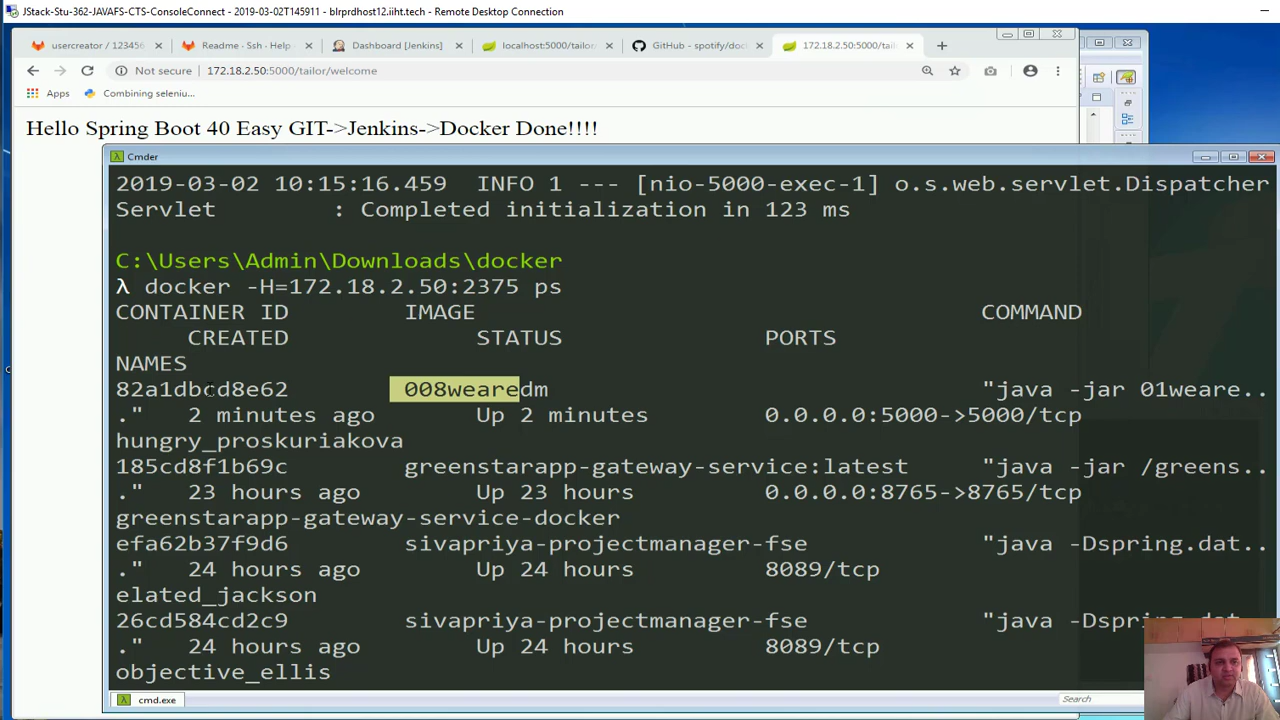 JStack-Stu-362-JAVAFS-CTS-ConsoleConnect - 2019-03-02T145911 - blrprdhost12.iiht.tech - Remote Desktop Connection
usercreator / 123456
Readme - Ssh - Help
Dashboard [Jenkins]
localhost:5000/tailor
GitHub - spotify/doc
172.18.2.50:5000/tail
Not secure
172.18.2.50:5000/tailor/welcome
Apps
Combining seleniu...
Hello Spring Boot 40 Easy GIT->Jenkins->Docker Done!!!!
Cmder
2019-03-02 10:15:16.459 INFO 1 --- [nio-5000-exec-1] o.s.web.servlet.Dispatcher
Servlet : Completed initialization in 123 ms
C:\Users\Admin\Downloads\docker
λ docker -H=172.18.2.50:2375 ps
CONTAINER ID IMAGE COMMAND
CREATED STATUS PORTS
NAMES
82a1dbcd8e62 008wearedm "java -jar 01weare..
." 2 minutes ago Up 2 minutes 0.0.0.0:5000->5000/tcp
hungry_proskuriakova
185cd8f1b69c greenstarapp-gateway-service:latest "java -jar /greens..
." 23 hours ago Up 23 hours 0.0.0.0:8765->8765/tcp
greenstarapp-gateway-service-docker
efa62b37f9d6 sivapriya-projectmanager-fse "java -Dspring.dat..
." 24 hours ago Up 24 hours 8089/tcp
elated_jackson
26cd584cd2c9 sivapriya-projectmanager-fse "java -Dspring.dat..
." 24 hours ago Up 24 hours 8089/tcp
objective_ellis
cmd.exe
Search